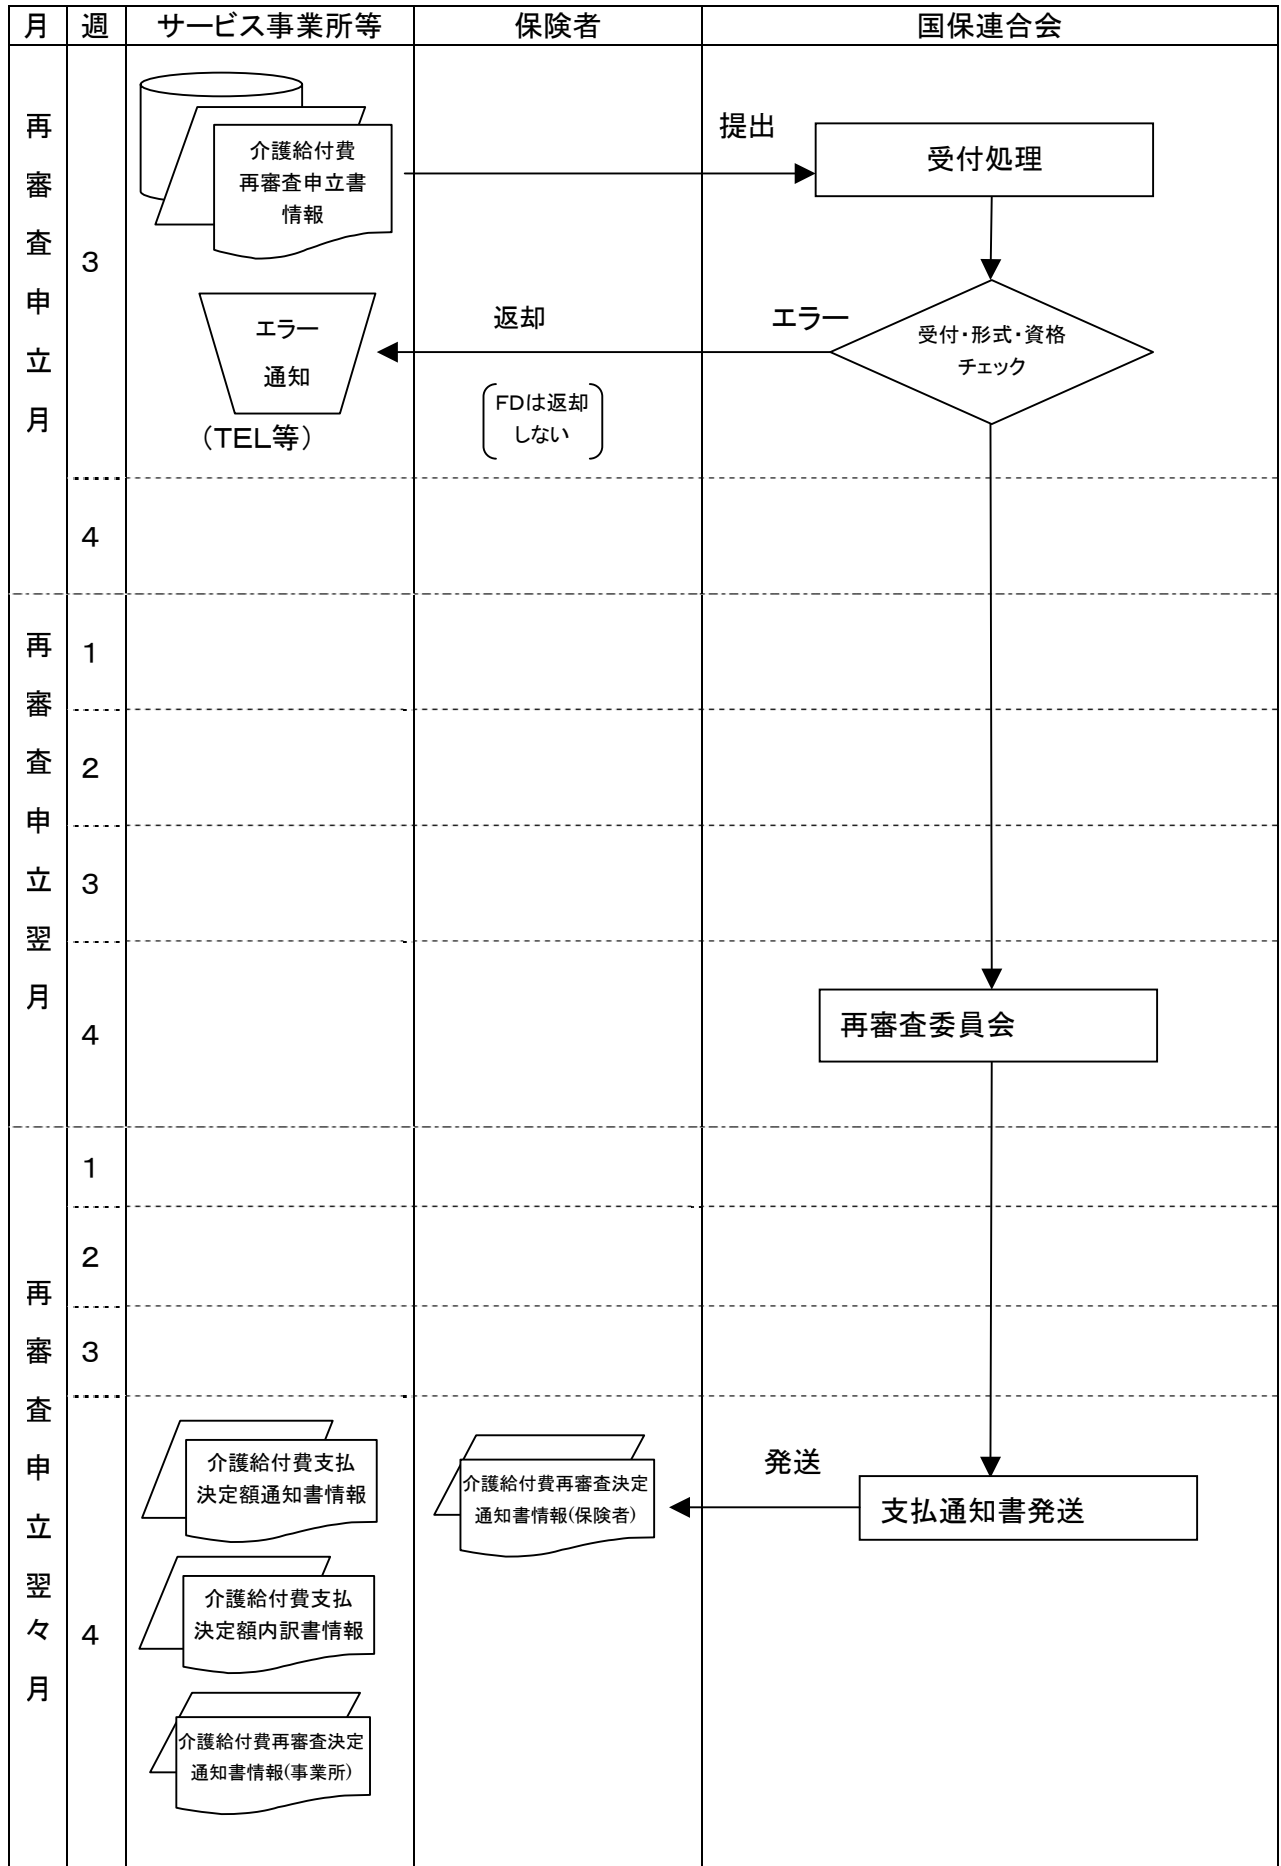 月 週 サービス事業所等 保険者 国保連合会
再審査申立月
3
介護給付費
再審査申立書
情報
提出
受付処理
エラー
通知
(TEL等)
返却
FDは返却
しない
エラー
受付・形式・資格
チェック
4
再審査申立翌月
1
2
3
4
再審査委員会
再審査申立翌々月
1
2
3
4
介護給付費支払
決定額通知書情報
介護給付費再審査決定
通知書情報(保険者)
発送
支払通知書発送
介護給付費支払
決定額内訳書情報
介護給付費再審査決定
通知書情報(事業所)